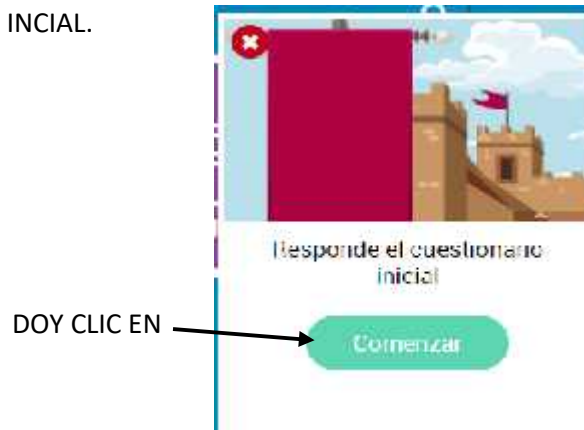 INCIAL.
Responde el cuestionario
inicial
DOY CLIC EN
Comenzar